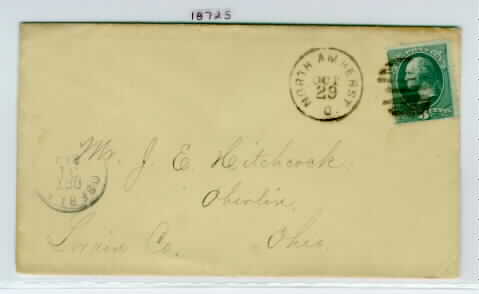 1872S
NORTH AMHERST
OCT
29
O.
Mr. J. E. Hitchcock.
Oberlin,
Lorain Co. Ohio